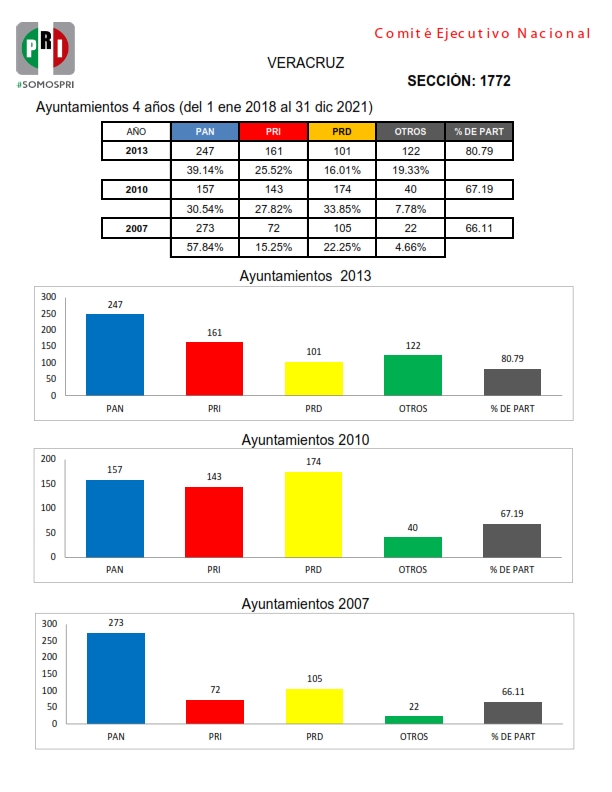 Comité Ejecutivo Nacional
PRI
#SOMOSPRI
VERACRUZ
SECCIÓN: 1772
Ayuntamientos 4 años (del 1 ene 2018 al 31 dic 2021)
AÑO PAN PRI PRD OTROS % DE PART
2013 247 161 101 122 80.79
39.14% 25.52% 16.01% 19.33%
2010 157 143 174 40 67.19
30.54% 27.82% 33.85% 7.78%
2007 273 72 105 22 66.11
57.84% 15.25% 22.25% 4.66%
Ayuntamientos 2013
300
250
200
150
100
50
0
247 161 101 122 80.79
PAN PRI PRD OTROS % DE PART
Ayuntamientos 2010
200
150
100
50
0
157 143 174 40 67.19
PAN PRI PRD OTROS % DE PART
Ayuntamientos 2007
300
250
200
150
100
50
0
273 72 105 22 66.11
PAN PRI PRD OTROS % DE PART